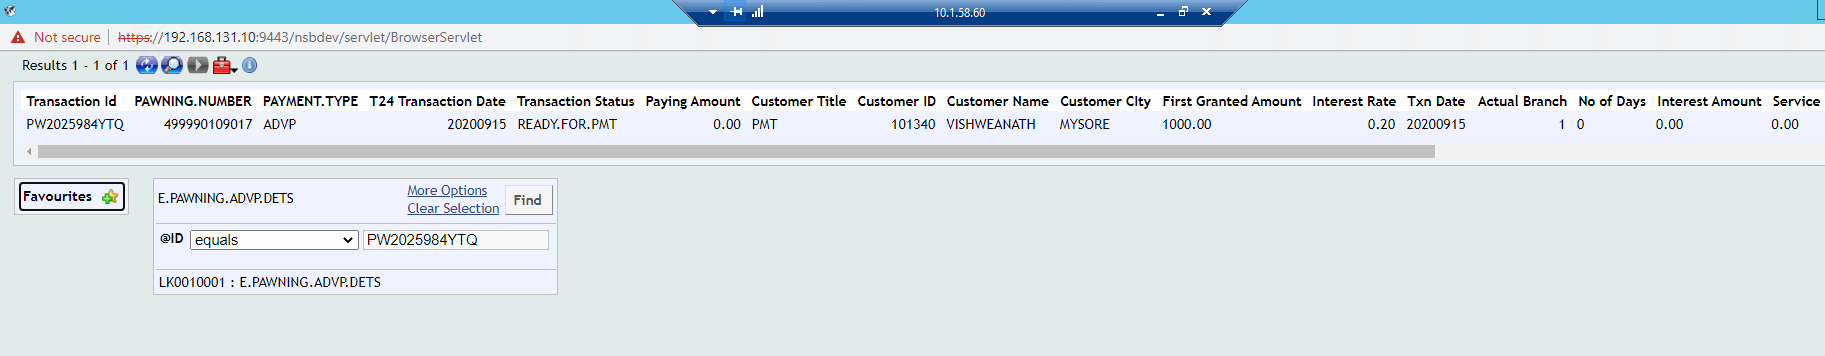 10.1.58.60
Not secure https://192.168.131.10:9443/nsbdev/servlet/BrowserServlet
Results 1 - 1 of 1
Transaction Id PAWNING.NUMBER PAYMENT.TYPE T24 Transaction Date Transaction Status Paying Amount Customer Title Customer ID Customer Name Customer CIty First Granted Amount Interest Rate Txn Date Actual Branch No of Days Interest Amount Service
PW2025984YTQ 499990109017 ADVP 20200915 READY.FOR.PMT 0.00 PMT 101340 VISHWEANATH MYSORE 1000.00 0.20 20200915 1 0 0.00 0.00
Favourites
E.PAWNING.ADVP.DETS
More Options
Clear Selection
Find
@ID equals PW2025984YTQ
LK0010001 : E.PAWNING.ADVP.DETS